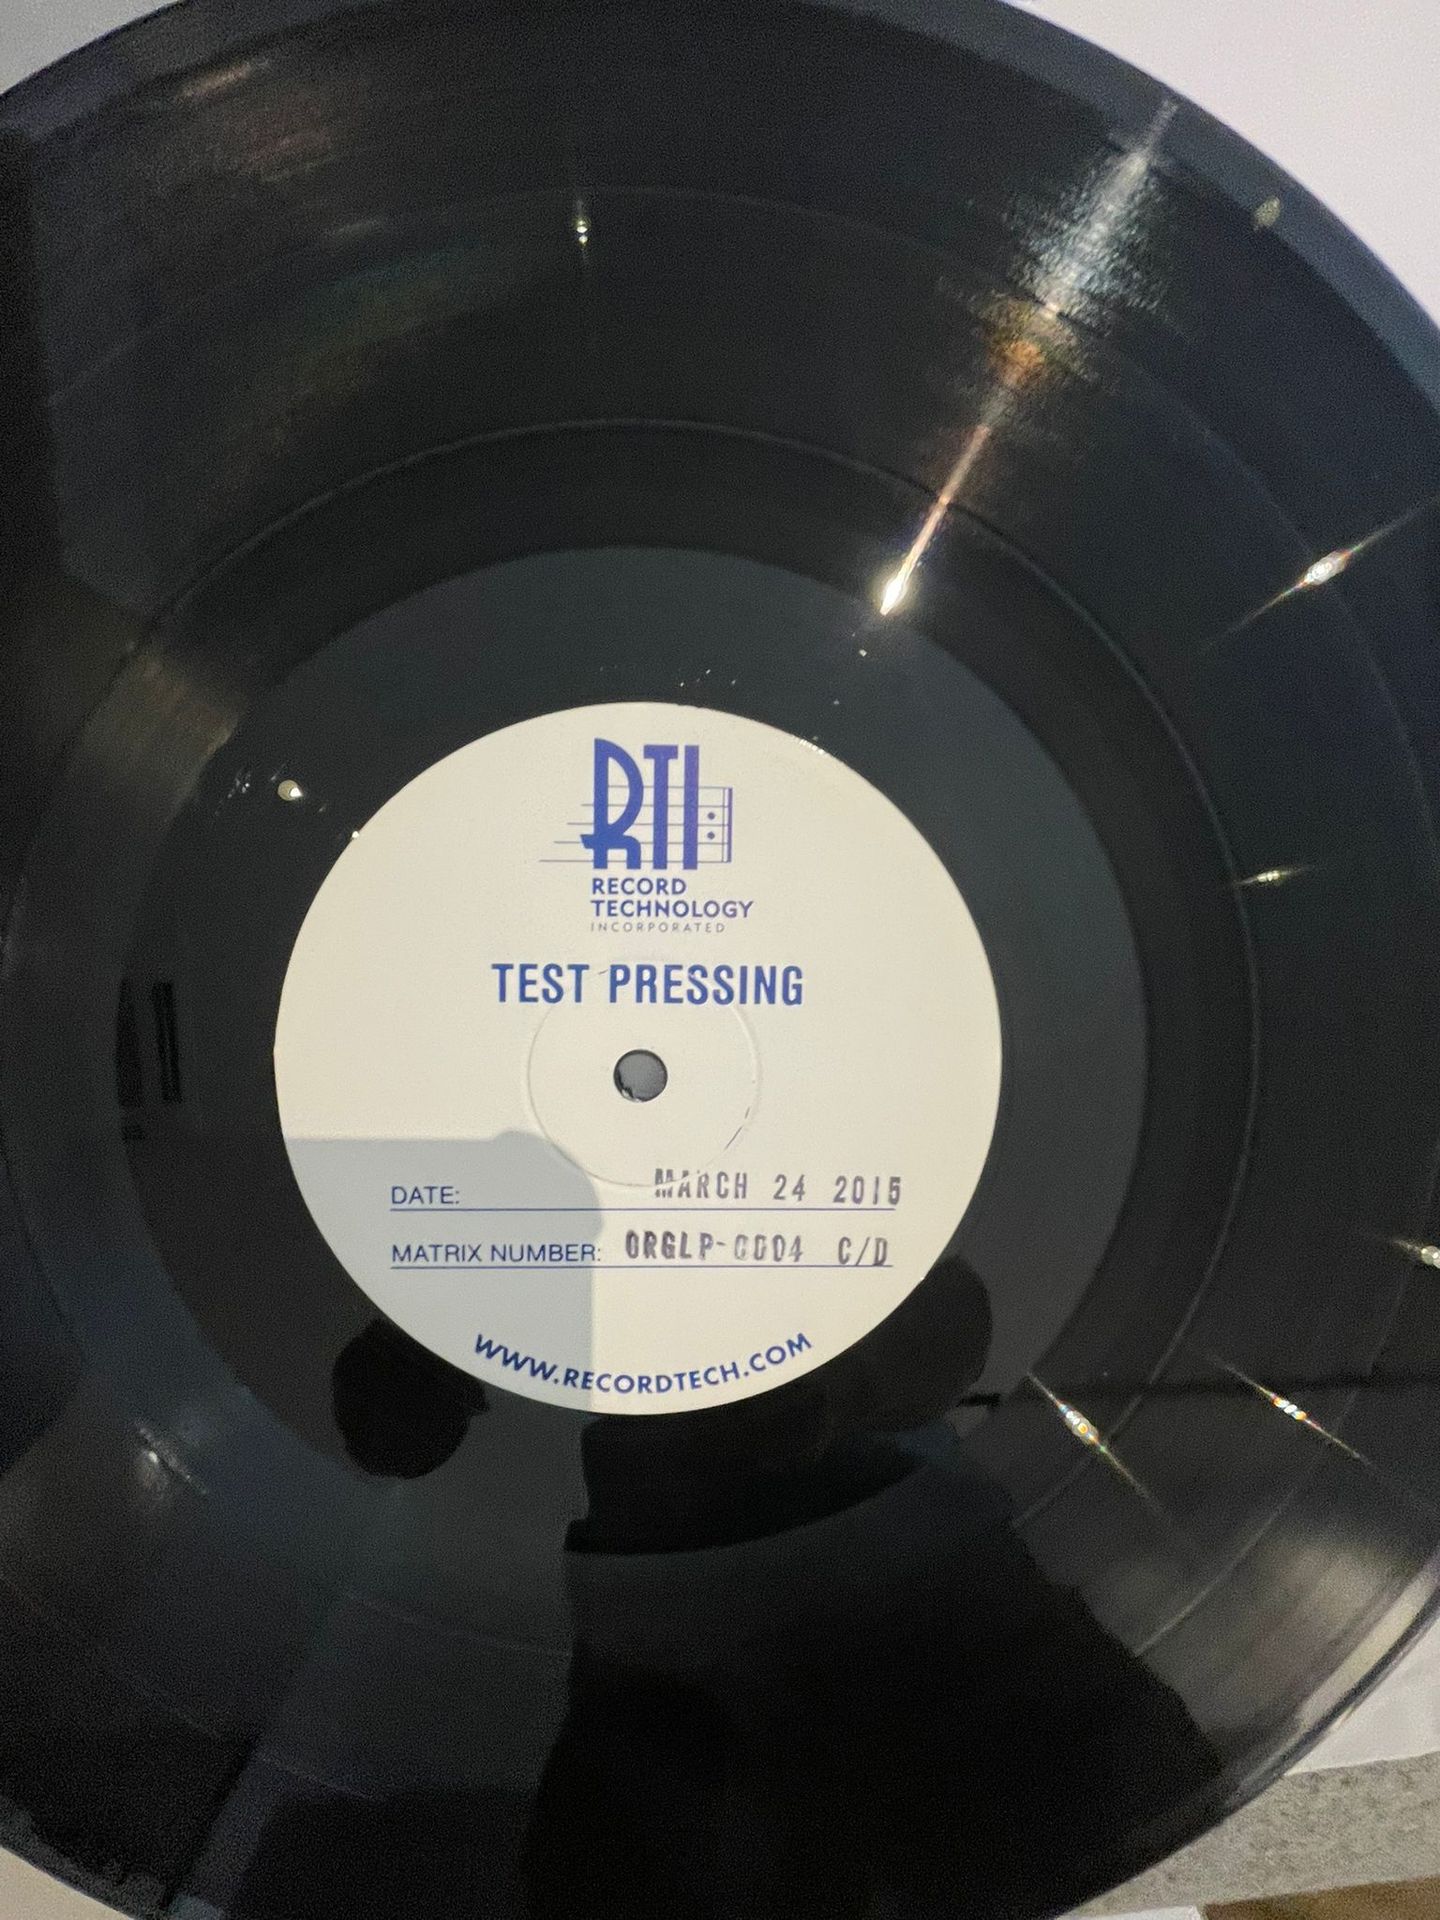 RTI
RECORD
TECHNOLOGY
INCORPORATED
TEST PRESSING
DATE: MARCH 24 2015
MATRIX NUMBER: ORGLP-0004 C/D
WWW.RECORDTECH.COM